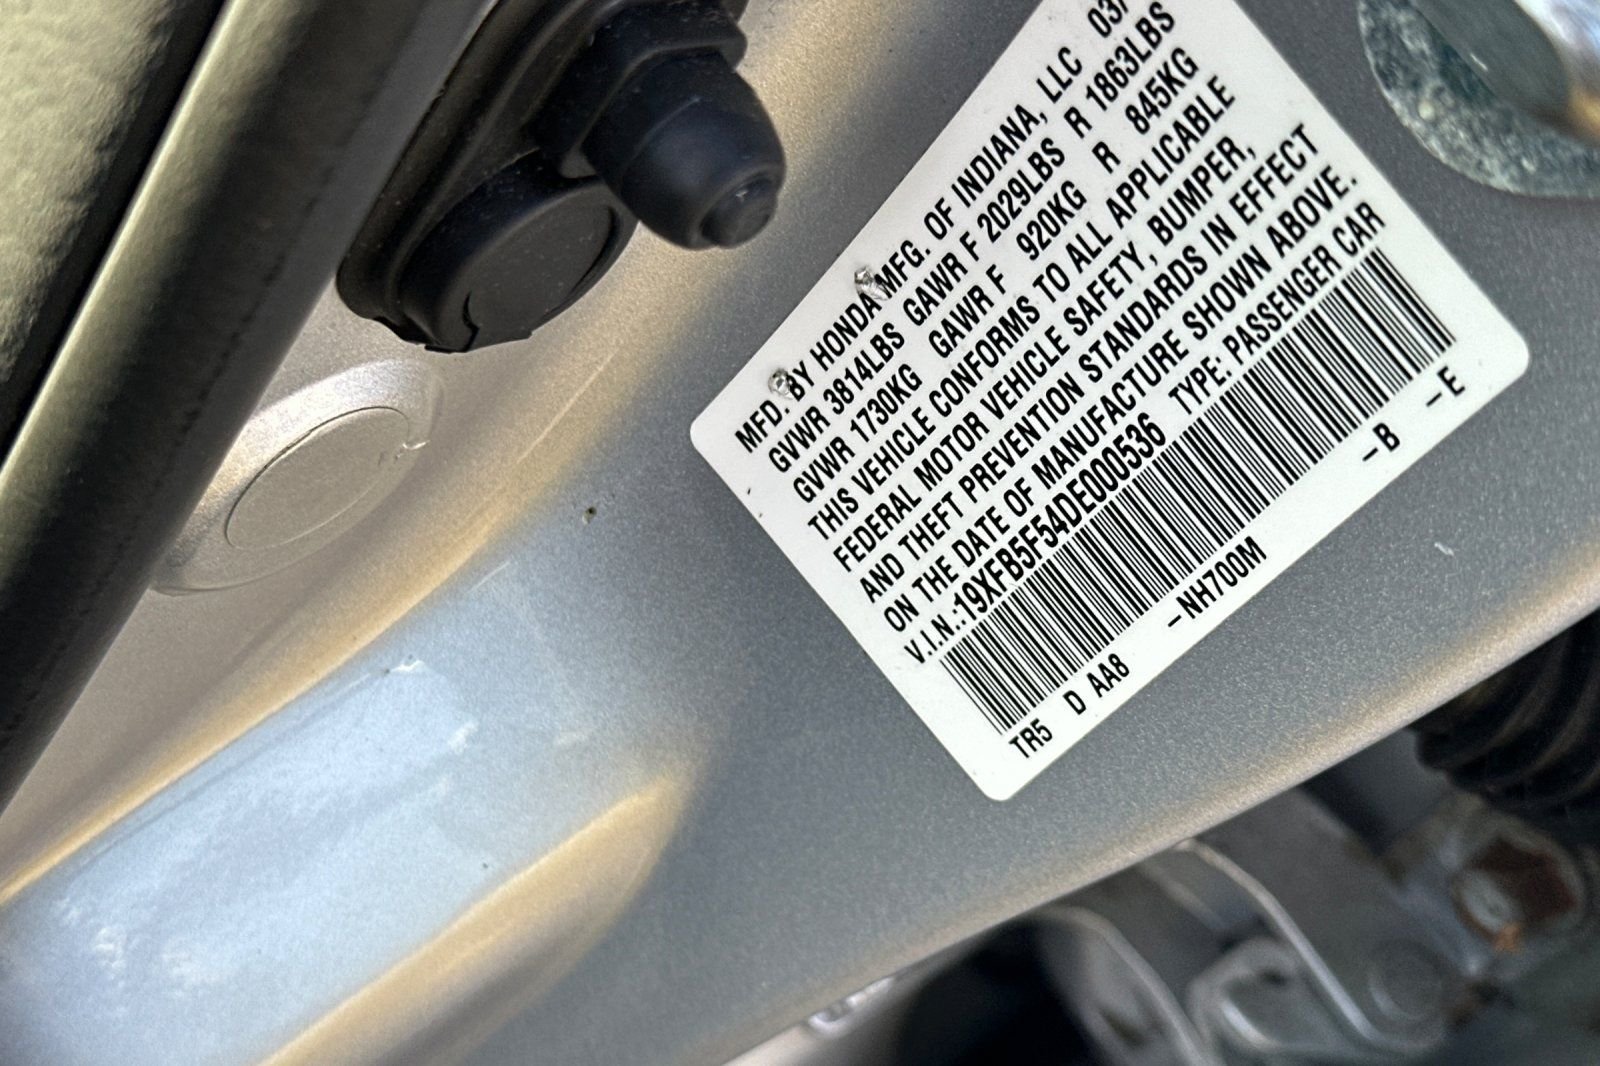 MFD. BY HONDA MFG. OF INDIANA, LLC 03/
GVWR 3814LBS GAWR F 2029LBS R 1863LBS
GVWR 1730KG GAWR F 920KG R 845KG
THIS VEHICLE CONFORMS TO ALL APPLICABLE
FEDERAL MOTOR VEHICLE SAFETY, BUMPER,
AND THEFT PREVENTION STANDARDS IN EFFECT
ON THE DATE OF MANUFACTURE SHOWN ABOVE.
V.I.N.:19XFB5F54DE000536 TYPE: PASSENGER CAR
TR5 D AA8 –NH700M –B –E